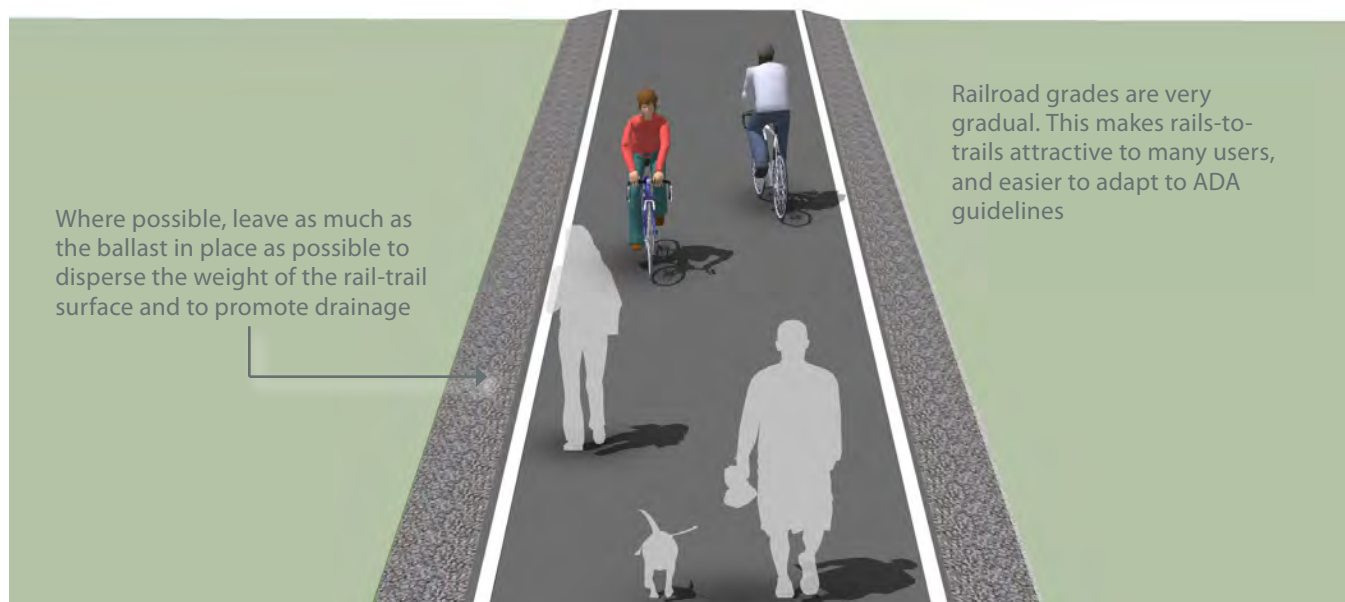 Where possible, leave as much as
the ballast in place as possible to
disperse the weight of the rail-trail
surface and to promote drainage
Railroad grades are very
gradual. This makes rails-to-
trails attractive to many users,
and easier to adapt to ADA
guidelines